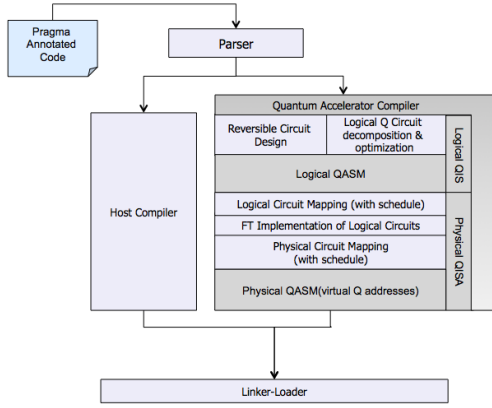 Pragma
Annotated
Code
Parser
Host Compiler
Quantum Accelerator Compiler
Reversible Circuit
Design
Logical Q Circuit
decomposition &
optimization
Logical QASM
Logical QIS
Logical Circuit Mapping (with schedule)
FT Implementation of Logical Circuits
Physical Circuit Mapping
(with schedule)
Physical QASM(virtual Q addresses)
Physical QISA
Linker-Loader